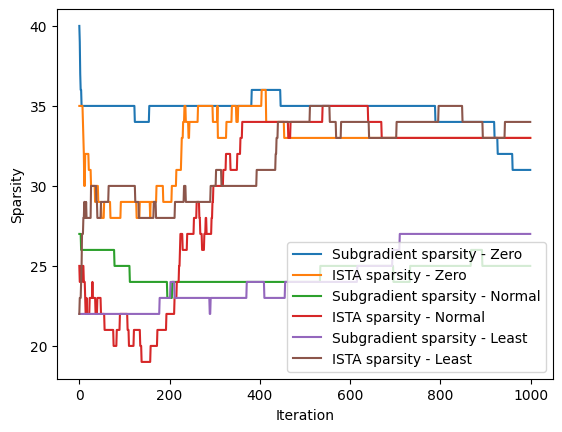 40
35
30
25
20
Sparsity
0
200
400
600
800
1000
Iteration
Subgradient sparsity - Zero
ISTA sparsity - Zero
Subgradient sparsity - Normal
ISTA sparsity - Normal
Subgradient sparsity - Least
ISTA sparsity - Least